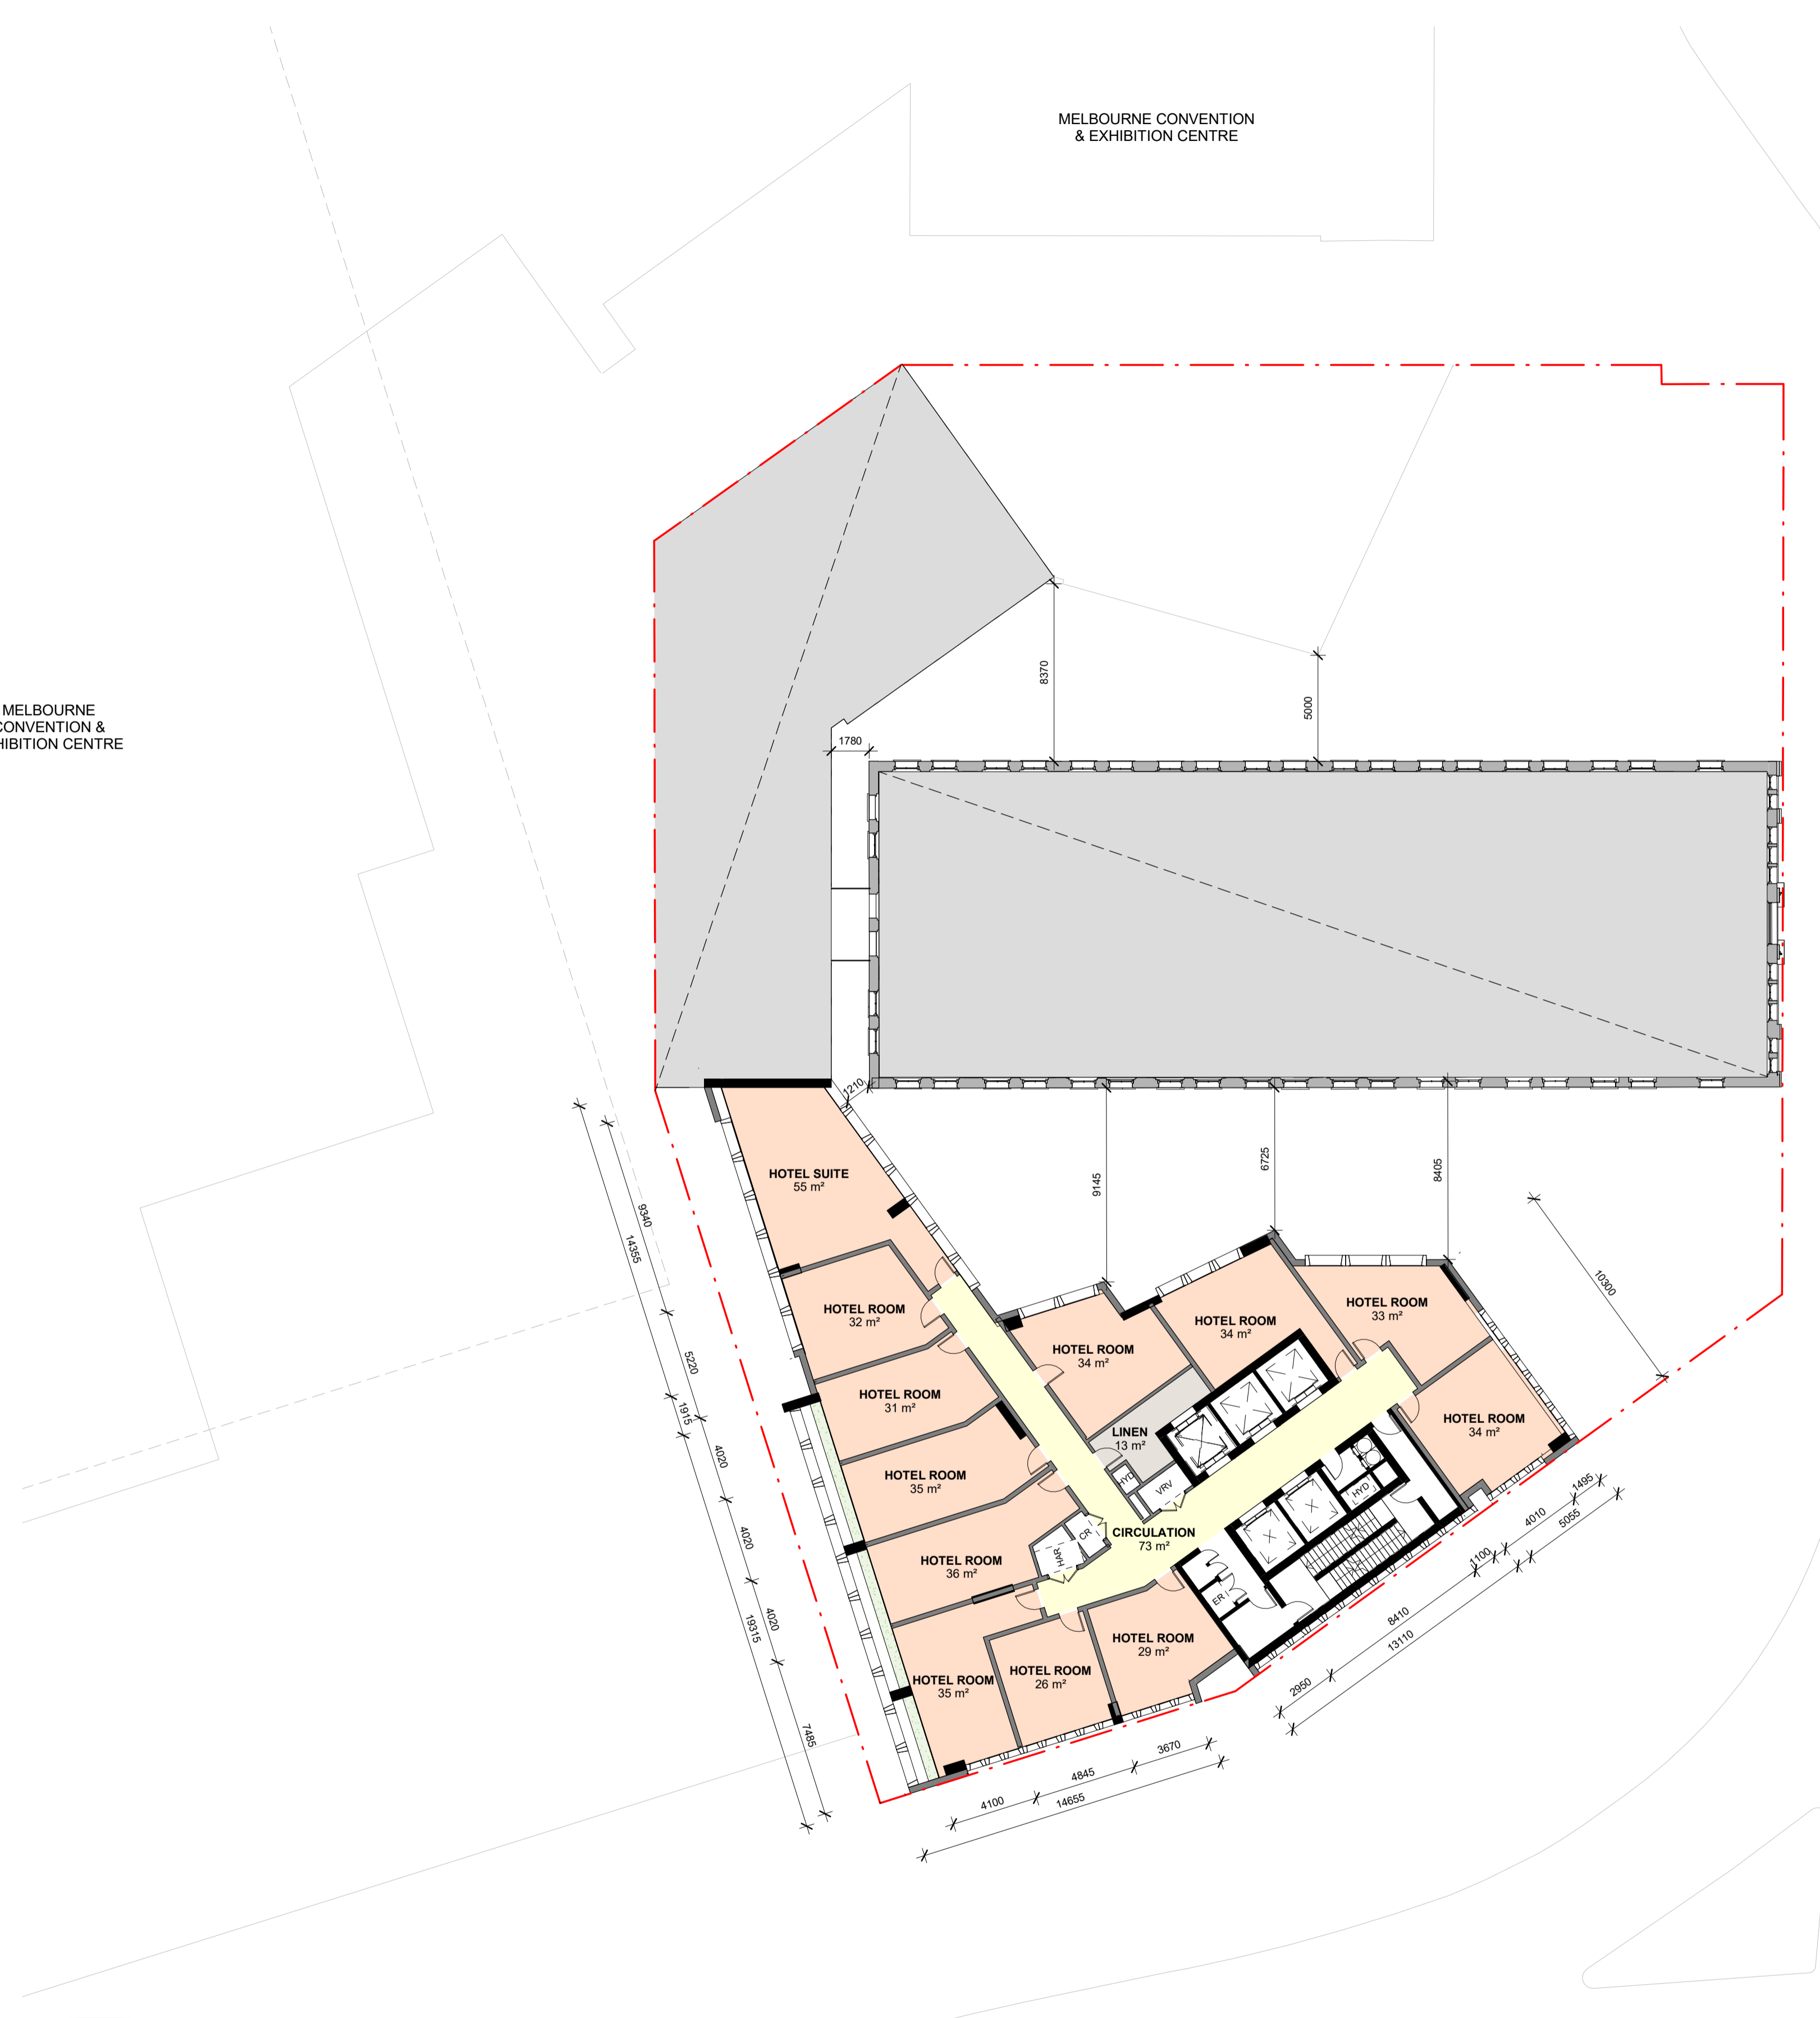 MELBOURNE CONVENTION
& EXHIBITION CENTRE
MELBOURNE
CONVENTION &
HIBITION CENTRE
8370
5000
1780
1210
9145
6725
8405
10300
9340
14355
5220
1915
4020
4020
4020
19315
7485
HOTEL SUITE
55 m²
HOTEL ROOM
32 m²
HOTEL ROOM
31 m²
HOTEL ROOM
35 m²
HOTEL ROOM
36 m²
HOTEL ROOM
35 m²
HOTEL ROOM
26 m²
HOTEL ROOM
29 m²
HOTEL ROOM
34 m²
HOTEL ROOM
34 m²
HOTEL ROOM
33 m²
HOTEL ROOM
34 m²
LINEN
13 m²
HYD
VRV
CIRCULATION
73 m²
CR
HAR
ER
HYD
1495
4010
5055
1100
8410
13110
2950
3670
4845
4100
14655